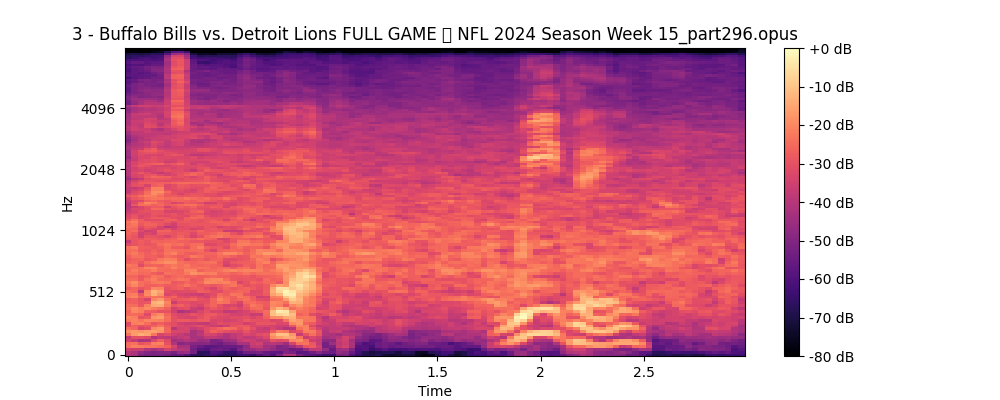 3 - Buffalo Bills vs. Detroit Lions FULL GAME ▯ NFL 2024 Season Week 15_part296.opus
+0 dB
4096
-10 dB
-20 dB
2048
-30 dB
Hz
1024
-40 dB
-50 dB
512
-60 dB
-70 dB
0
-80 dB
0
0.5
1
1.5
2
2.5
Time